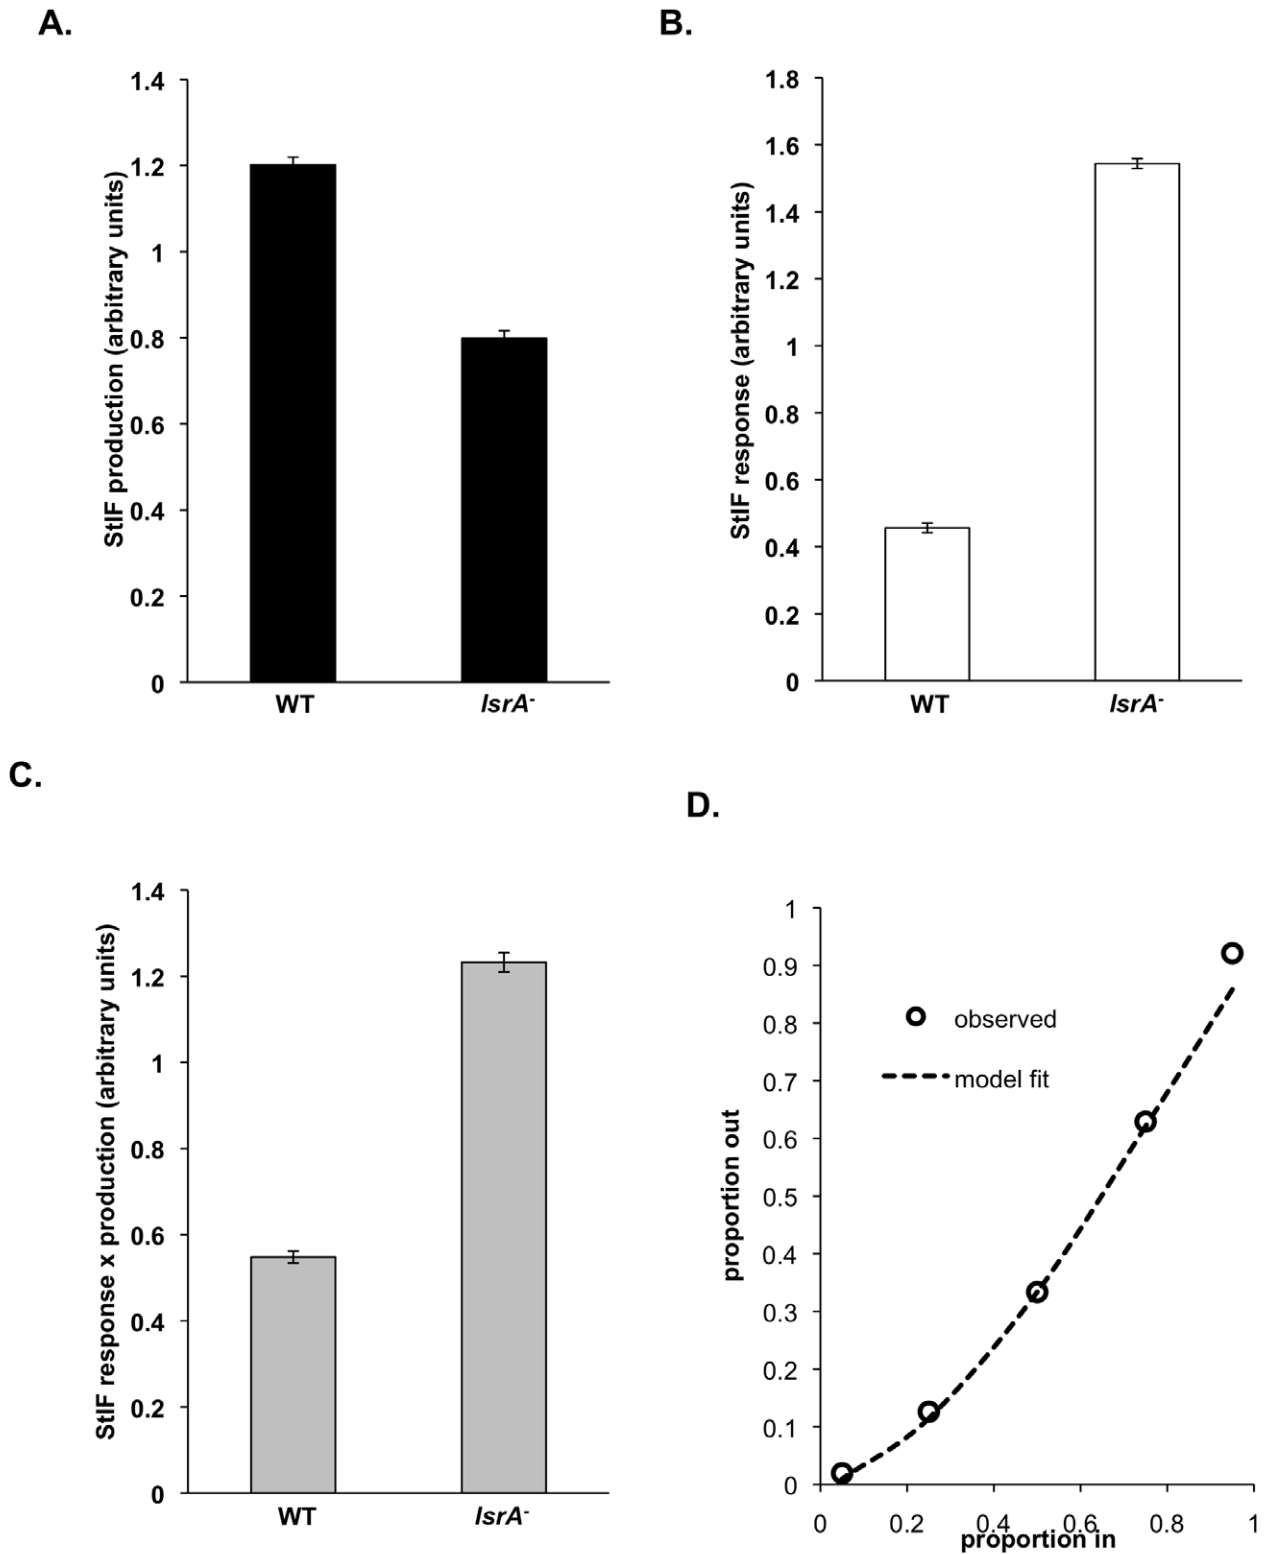 A.
StIF production (arbitrary units)
1.4
1.2
1
0.8
0.6
0.4
0.2
0
WT
lsrA-
B.
StIF response (arbitrary units)
1.8
1.6
1.4
1.2
1
0.8
0.6
0.4
0.2
0
WT
lsrA-
C.
StIF response x production (arbitrary units)
1.4
1.2
1
0.8
0.6
0.4
0.2
0
WT
lsrA-
D.
proportion out
1
0.9
0.8
0.7
0.6
0.5
0.4
0.3
0.2
0.1
0
observed
model fit
0 0.2 0.4 0.6 0.8 1
proportion in